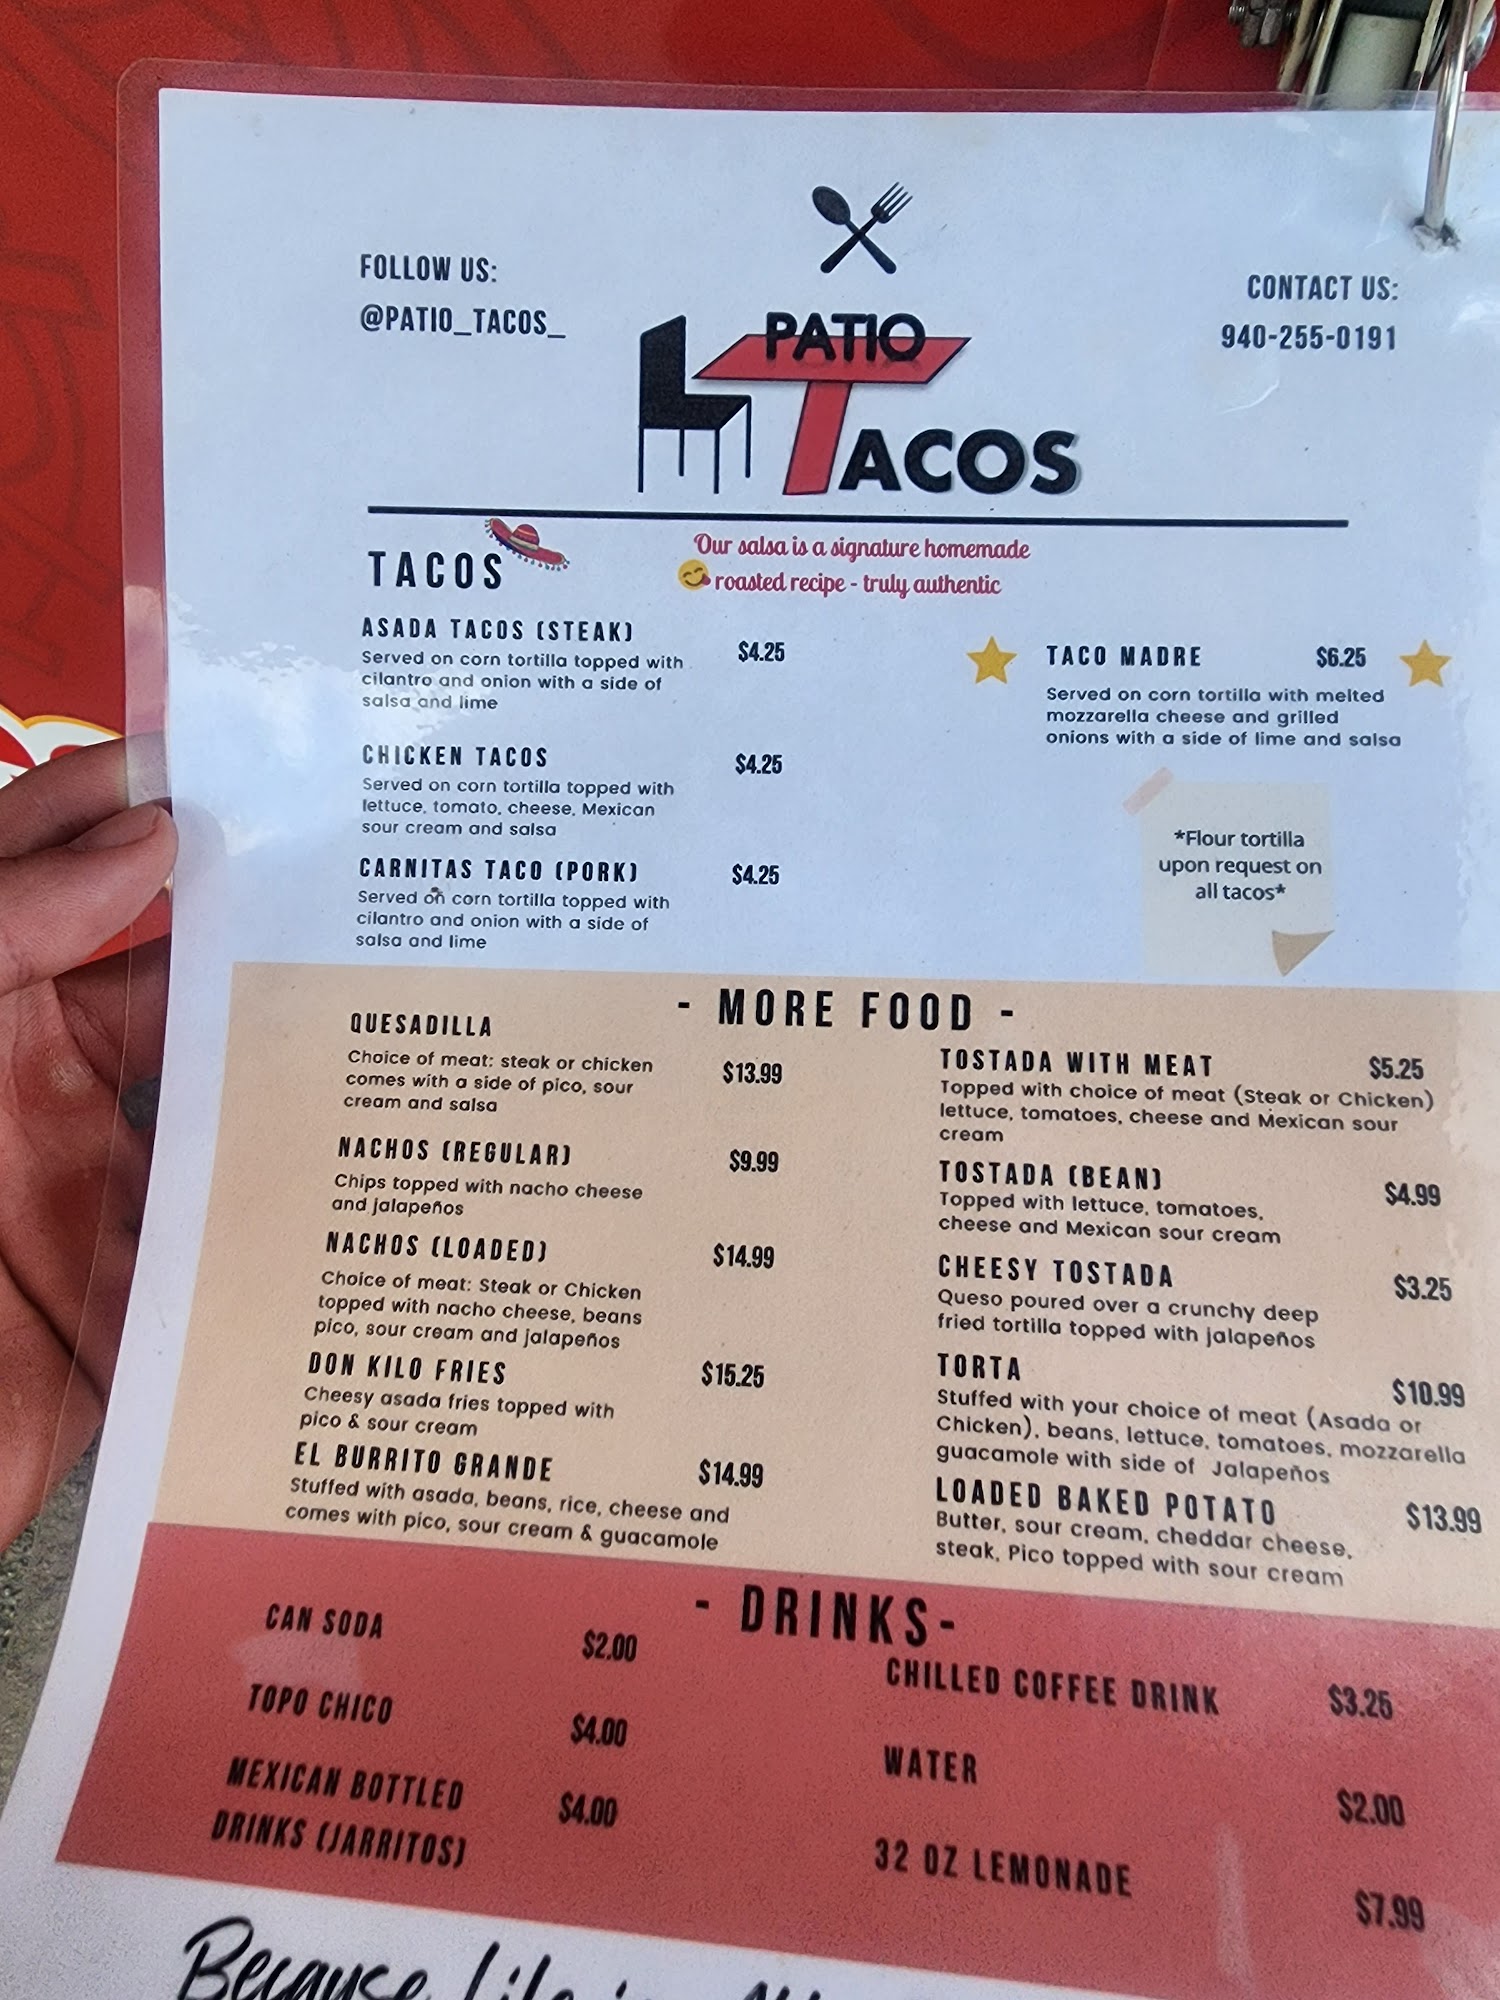 FOLLOW US:
@PATIO_TACOS_
CONTACT US:
940-255-0191
PATIO
TACOS
TACOS
Our salsa is a signature homemade
roasted recipe - truly authentic
ASADA TACOS (STEAK)
$4.25
Served on corn tortilla topped with
cilantro and onion with a side of
salsa and lime
CHICKEN TACOS
$4.25
Served on corn tortilla topped with
lettuce, tomato, cheese, Mexican
sour cream and salsa
CARNITAS TACO (PORK)
$4.25
Served on corn tortilla topped with
cilantro and onion with a side of
salsa and lime
TACO MADRE
$6.25
Served on corn tortilla with melted
mozzarella cheese and grilled
onions with a side of lime and salsa
*Flour tortilla
upon request on
all tacos*
- MORE FOOD -
QUESADILLA
Choice of meat: steak or chicken
$13.99
comes with a side of pico, sour
cream and salsa
NACHOS (REGULAR)
$9.99
Chips topped with nacho cheese
and jalapeños
NACHOS (LOADED)
$14.99
Choice of meat: Steak or Chicken
topped with nacho cheese, beans
pico, sour cream and jalapeños
DON KILO FRIES
$15.25
Cheesy asada fries topped with
pico & sour cream
EL BURRITO GRANDE
$14.99
Stuffed with asada, beans, rice, cheese and
comes with pico, sour cream & guacamole
TOSTADA WITH MEAT
$5.25
Topped with choice of meat (Steak or Chicken)
lettuce, tomatoes, cheese and Mexican sour
cream
TOSTADA (BEAN)
$4.99
Topped with lettuce, tomatoes,
cheese and Mexican sour cream
CHEESY TOSTADA
$3.25
Queso poured over a crunchy deep
fried tortilla topped with jalapeños
TORTA
$10.99
Stuffed with your choice of meat (Asada or
Chicken), beans, lettuce, tomatoes, mozzarella
guacamole with side of Jalapeños
LOADED BAKED POTATO
$13.99
Butter, sour cream, cheddar cheese,
steak, Pico topped with sour cream
- DRINKS-
CAN SODA
$2.00
TOPO CHICO
$4.00
MEXICAN BOTTLED
DRINKS (JARRITOS)
$4.00
CHILLED COFFEE DRINK
$3.25
WATER
$2.00
32 OZ LEMONADE
$7.99
Because Life is